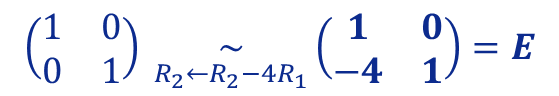 (1 0
0 1) ~ R₂←R₂−4R₁ (1 0
−4 1) = E